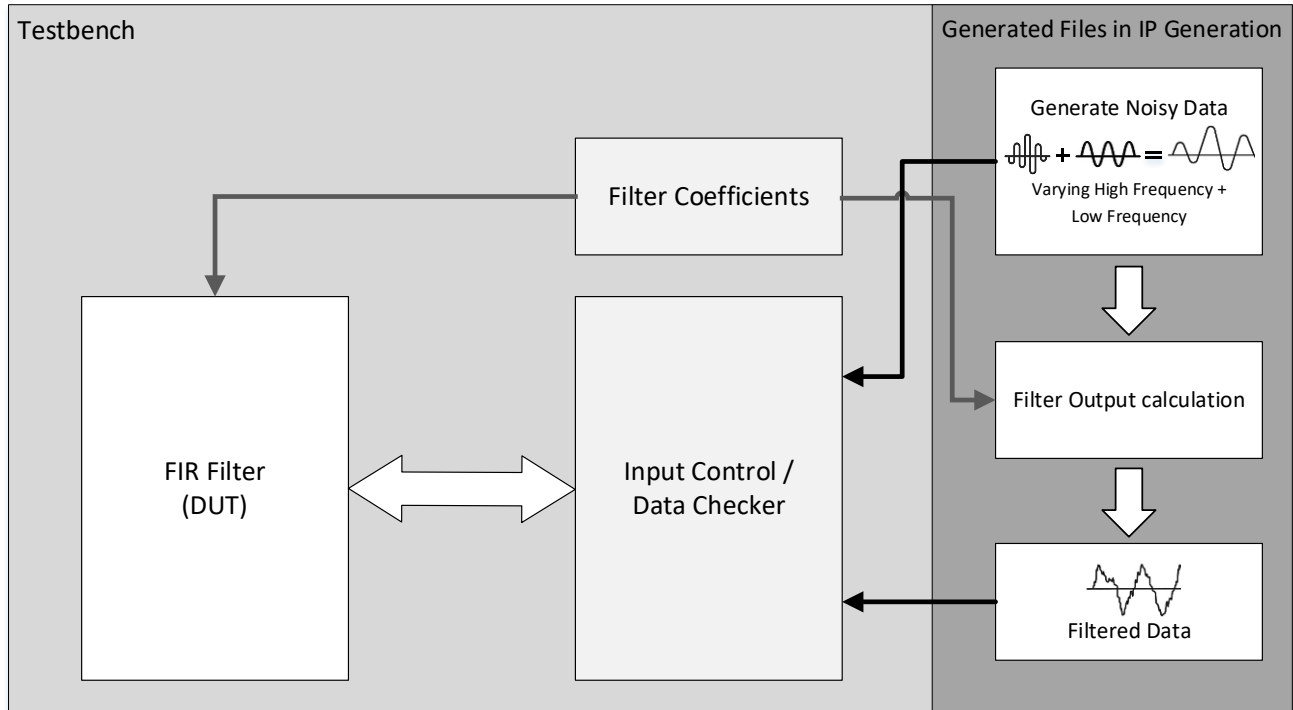 Testbench
Generated Files in IP Generation
Generate Noisy Data
+ =
Varying High Frequency +
Low Frequency
Filter Coefficients
Filter Output calculation
FIR Filter
(DUT)
Input Control /
Data Checker
Filtered Data